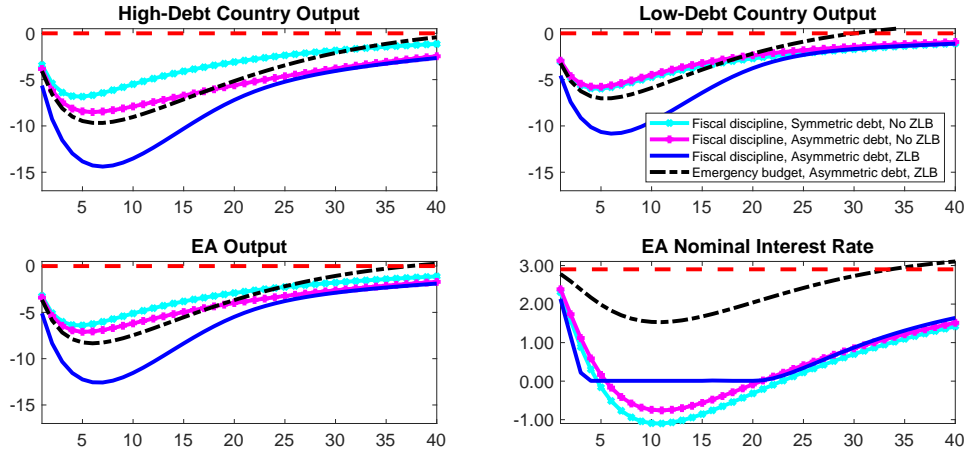 High-Debt Country Output
0
-5
-10
-15
5 10 15 20 25 30 35 40
Low-Debt Country Output
0
-5
-10
-15
Fiscal discipline, Symmetric debt, No ZLB
Fiscal discipline, Asymmetric debt, No ZLB
Fiscal discipline, Asymmetric debt, ZLB
Emergency budget, Asymmetric debt, ZLB
5 10 15 20 25 30 35 40
EA Output
0
-5
-10
-15
5 10 15 20 25 30 35 40
EA Nominal Interest Rate
3.00
2.00
1.00
0.00
-1.00
5 10 15 20 25 30 35 40